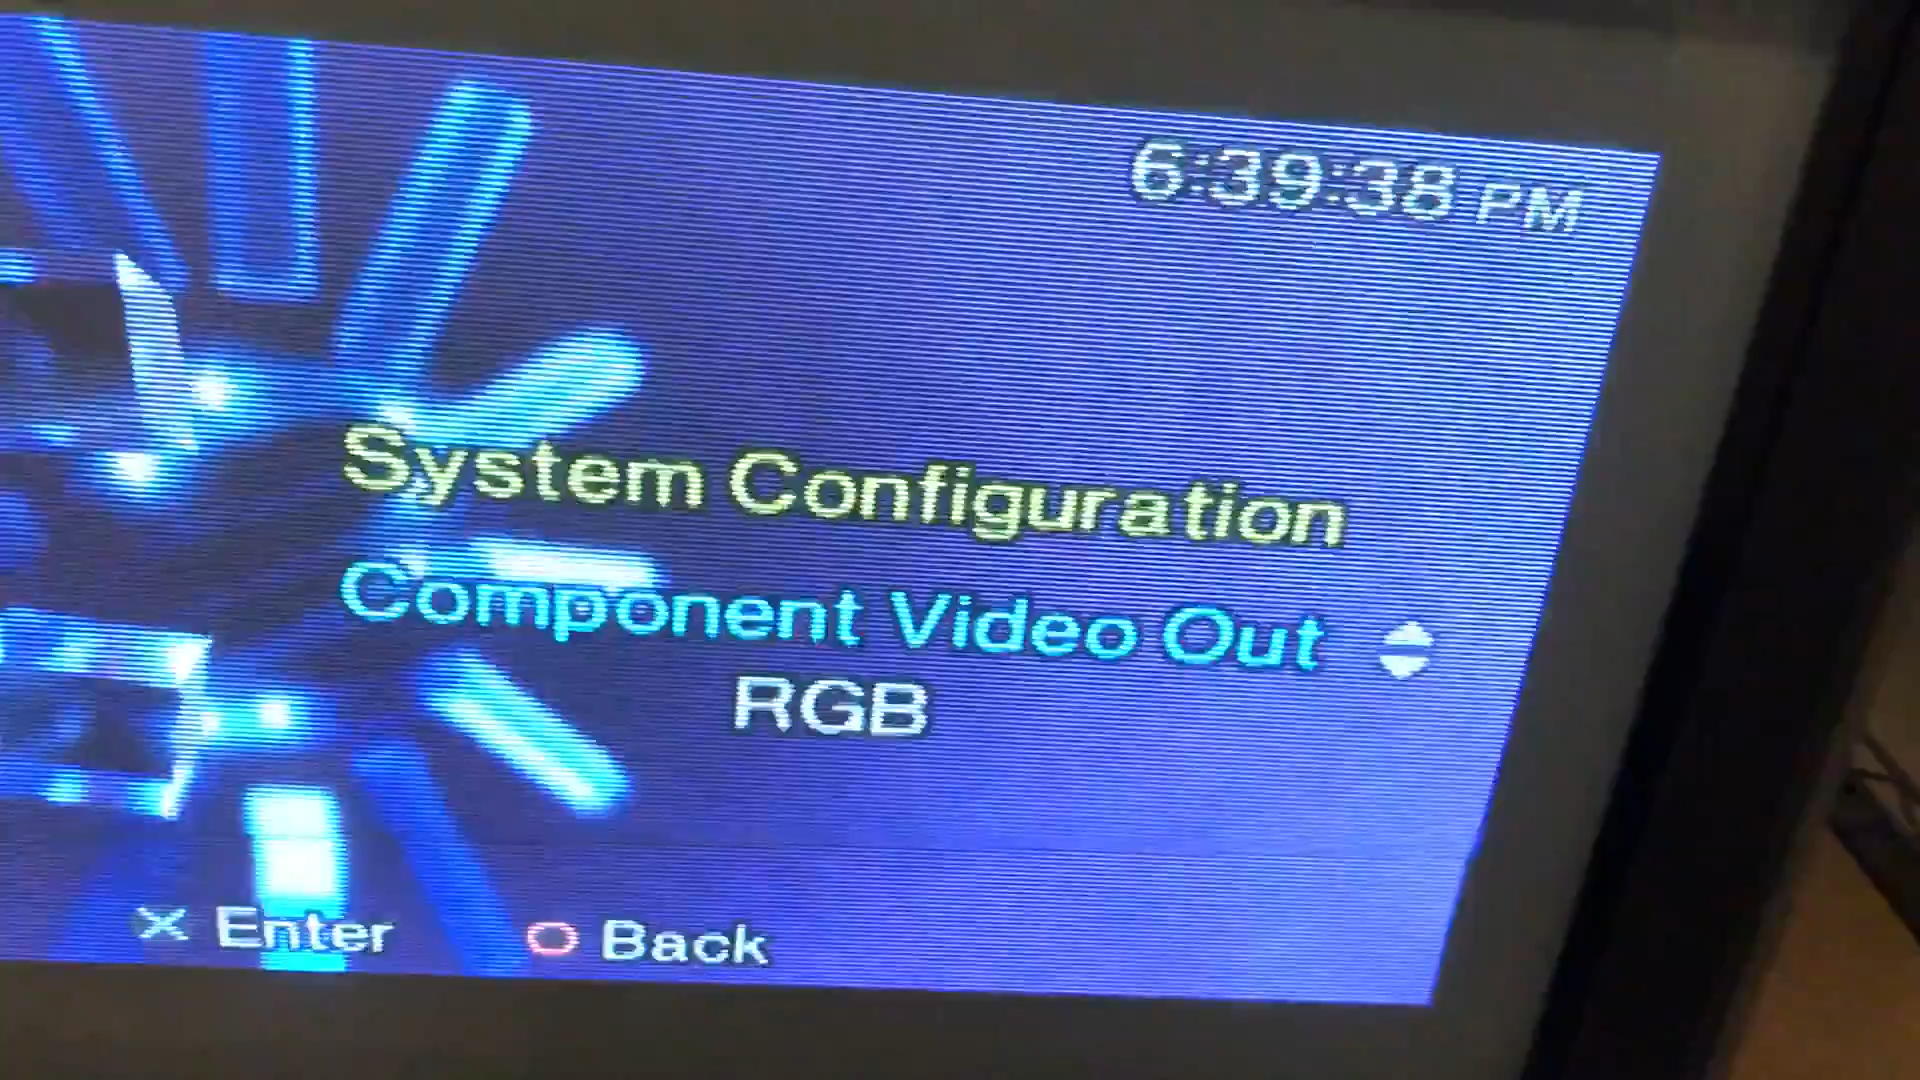 6:39:38 PM
System Configuration
Component Video Out
RGB
Enter
Back